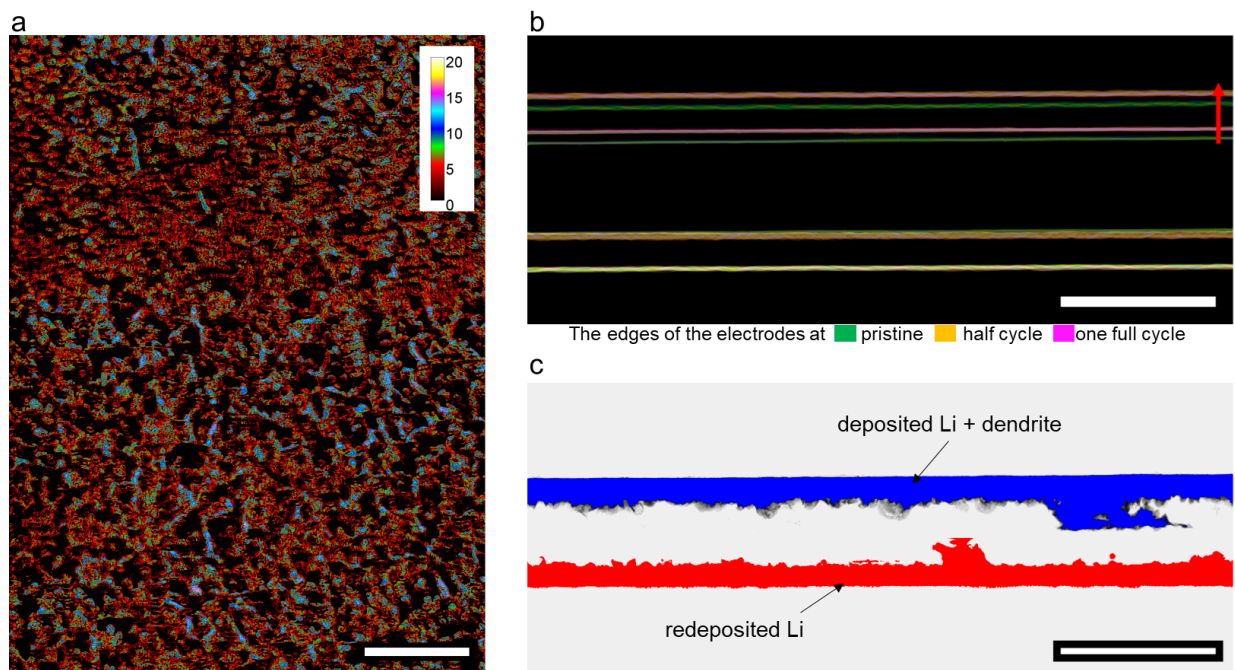 a
20
15
10
5
0
b
The edges of the electrodes at pristine half cycle one full cycle
c
deposited Li + dendrite
redeposited Li